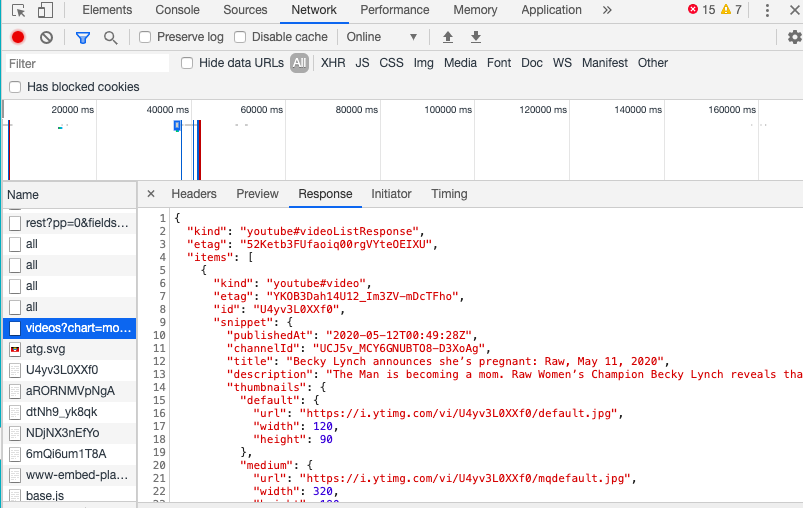 Elements Console Sources Network Performance Memory Application » 15 7
Preserve log Disable cache Online
Filter Hide data URLs All XHR JS CSS Img Media Font Doc WS Manifest Other
Has blocked cookies
20000 ms 40000 ms 60000 ms 80000 ms 100000 ms 120000 ms 140000 ms 160000 ms
Name × Headers Preview Response Initiator Timing
rest?pp=0&fields…
all
all
all
all
videos?chart=mo…
atg.svg
U4yv3L0XXf0
aRORNMVpNgA
dtNh9_yk8qk
NDjNX3nEfYo
6mQi6um1T8A
www-embed-pla…
base.js
1 {
2 "kind": "youtube#videoListResponse",
3 "etag": "52Ketb3FUfaoiq00rgVYteOEIXU",
4 "items": [
5 {
6 "kind": "youtube#video",
7 "etag": "YKOB3Dah14U12_Im3ZV-mDcTFho",
8 "id": "U4yv3L0XXf0",
9 "snippet": {
10 "publishedAt": "2020-05-12T00:49:28Z",
11 "channelId": "UCJ5v_MCY6GNUBTO8-D3XoAg",
12 "title": "Becky Lynch announces she’s pregnant: Raw, May 11, 2020",
13 "description": "The Man is becoming a mom. Raw Women’s Champion Becky Lynch reveals tha
14 "thumbnails": {
15 "default": {
16 "url": "https://i.ytimg.com/vi/U4yv3L0XXf0/default.jpg",
17 "width": 120,
18 "height": 90
19 },
20 "medium": {
21 "url": "https://i.ytimg.com/vi/U4yv3L0XXf0/mqdefault.jpg",
22 "width": 320,